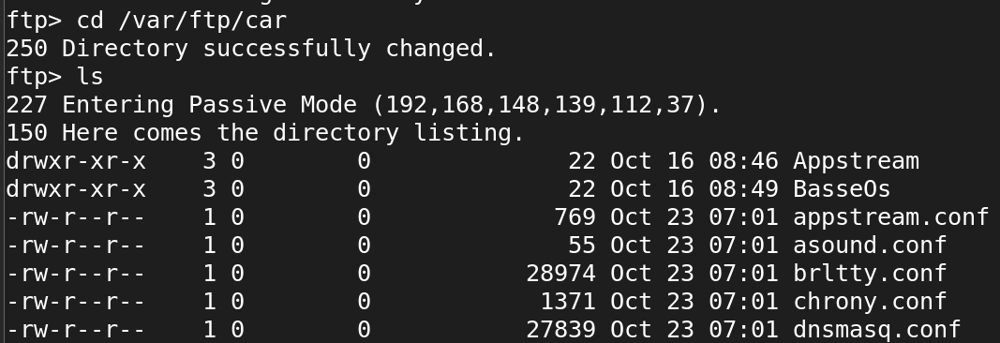 ftp> cd /var/ftp/car
250 Directory successfully changed.
ftp> ls
227 Entering Passive Mode (192,168,148,139,112,37).
150 Here comes the directory listing.
drwxr-xr-x    3 0        0              22 Oct 16 08:46 Appstream
drwxr-xr-x    3 0        0              22 Oct 16 08:49 BasseOs
-rw-r--r--    1 0        0             769 Oct 23 07:01 appstream.conf
-rw-r--r--    1 0        0              55 Oct 23 07:01 asound.conf
-rw-r--r--    1 0        0           28974 Oct 23 07:01 brltty.conf
-rw-r--r--    1 0        0            1371 Oct 23 07:01 chrony.conf
-rw-r--r--    1 0        0           27839 Oct 23 07:01 dnsmasq.conf